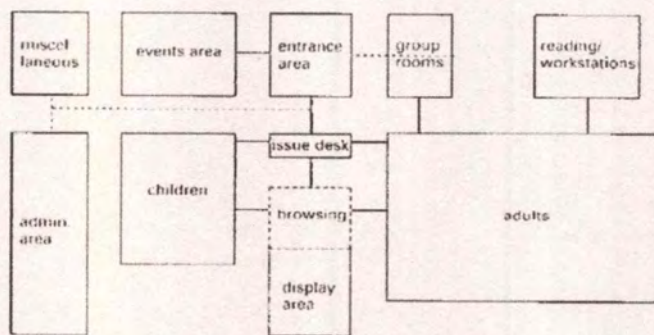 miscel
laneous
events area
entrance
area
group
rooms
reading/
workstations
issue desk
children
browsing
adults
admin.
area
display
area